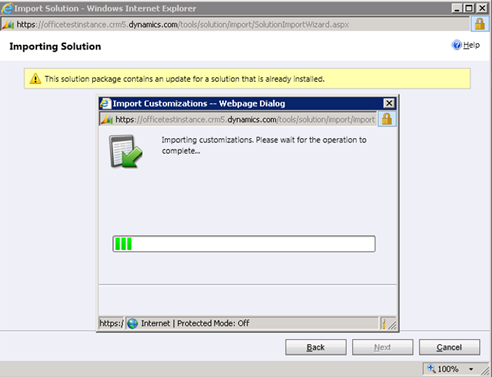 Import Solution - Windows Internet Explorer
https://officetestinstance.crm5.dynamics.com/tools/solution/import/SolutionImportWizard.aspx
Importing Solution
Help
This solution package contains an update for a solution that is already installed.
Import Customizations -- Webpage Dialog
https://officetestinstance.crm5.dynamics.com/tools/solution/import/import
Importing customizations. Please wait for the operation to
complete...
https:/ Internet | Protected Mode: Off
Back Next Cancel
100%